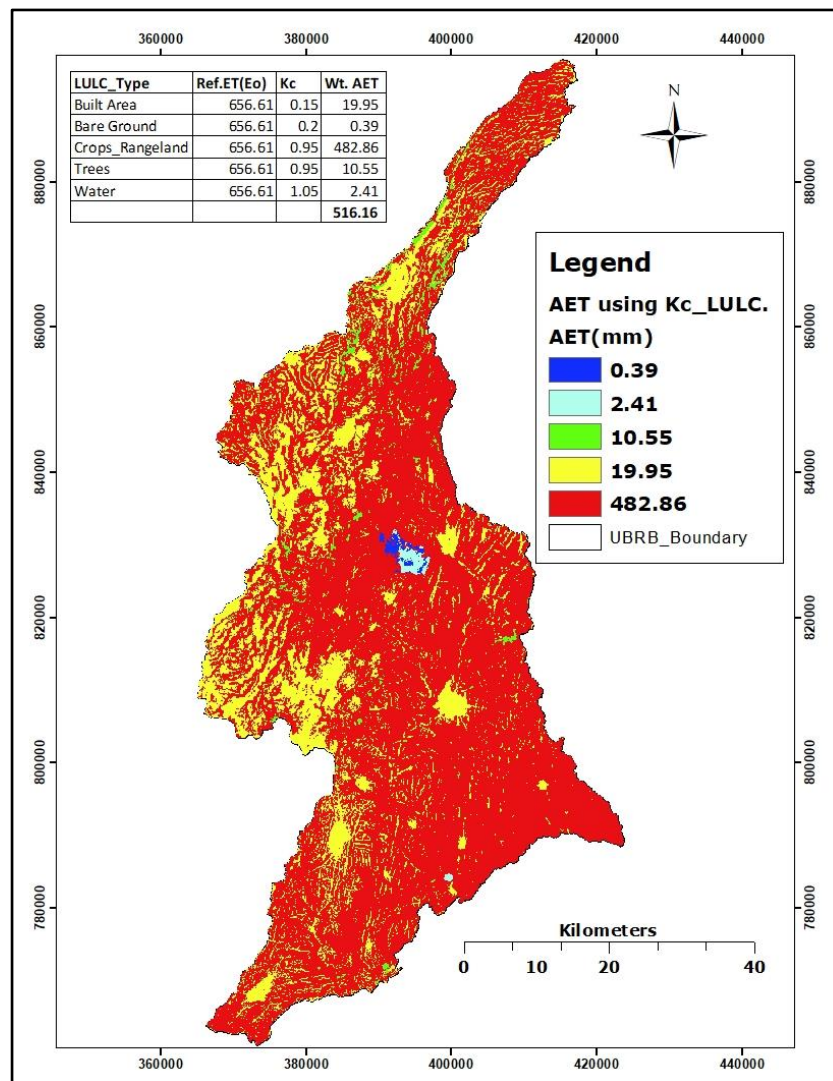 360000 380000 400000 420000 440000
LULC_Type Ref.ET(Eo) Kc Wt. AET
Built Area 656.61 0.15 19.95
Bare Ground 656.61 0.2 0.39
Crops_Rangeland 656.61 0.95 482.86
Trees 656.61 0.95 10.55
Water 656.61 1.05 2.41
516.16
N
880000 880000
Legend
AET using Kc_LULC.
AET(mm)
0.39
2.41
10.55
19.95
482.86
UBRB_Boundary
860000 860000
840000 840000
820000 820000
800000 800000
780000 780000
Kilometers
0 10 20 40
360000 380000 400000 420000 440000